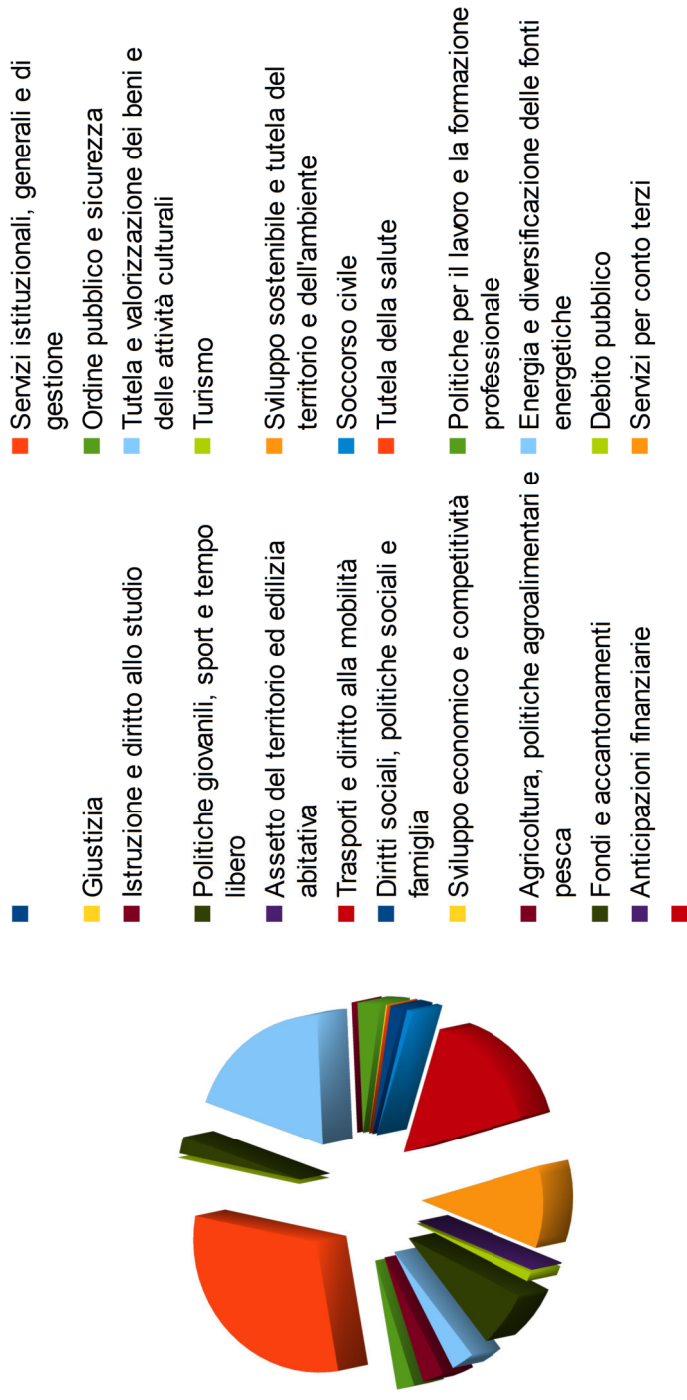 Servizi istituzionali, generali e di
gestione
Giustizia
Ordine pubblico e sicurezza
Istruzione e diritto allo studio
Tutela e valorizzazione dei beni e
delle attività culturali
Politiche giovanili, sport e tempo
libero
Turismo
Assetto del territorio ed edilizia
abitativa
Sviluppo sostenibile e tutela del
territorio e dell'ambiente
Trasporti e diritto alla mobilità
Soccorso civile
Diritti sociali, politiche sociali e
famiglia
Tutela della salute
Sviluppo economico e competitività
Politiche per il lavoro e la formazione
professionale
Agricoltura, politiche agroalimentari e
pesca
Energia e diversificazione delle fonti
energetiche
Fondi e accantonamenti
Debito pubblico
Anticipazioni finanziarie
Servizi per conto terzi